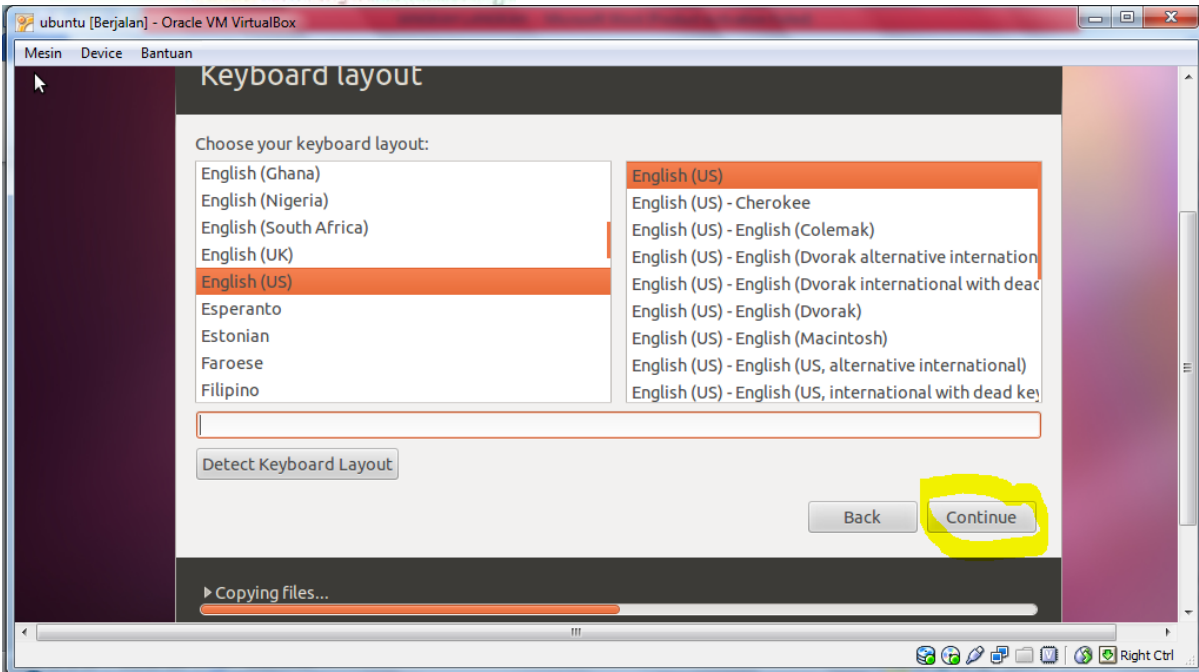 ubuntu [Berjalan] - Oracle VM VirtualBox
Mesin Device Bantuan
Keyboard layout
Choose your keyboard layout:
English (Ghana)
English (Nigeria)
English (South Africa)
English (UK)
English (US)
Esperanto
Estonian
Faroese
Filipino
English (US)
English (US) - Cherokee
English (US) - English (Colemak)
English (US) - English (Dvorak alternative internation
English (US) - English (Dvorak international with dead
English (US) - English (Dvorak)
English (US) - English (Macintosh)
English (US) - English (US, alternative international)
English (US) - English (US, international with dead key
Detect Keyboard Layout
Back Continue
Copying files...
Right Ctrl